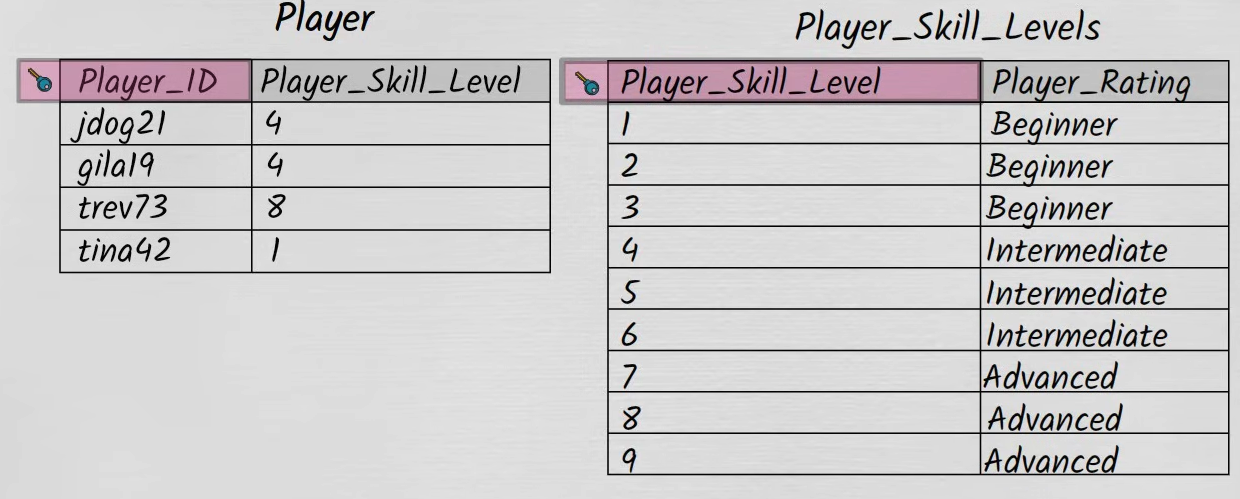 Player
Player_ID Player_Skill_Level
jdog21 4
gila19 4
trev73 8
tina42 1
Player_Skill_Levels
Player_Skill_Level Player_Rating
1 Beginner
2 Beginner
3 Beginner
4 Intermediate
5 Intermediate
6 Intermediate
7 Advanced
8 Advanced
9 Advanced